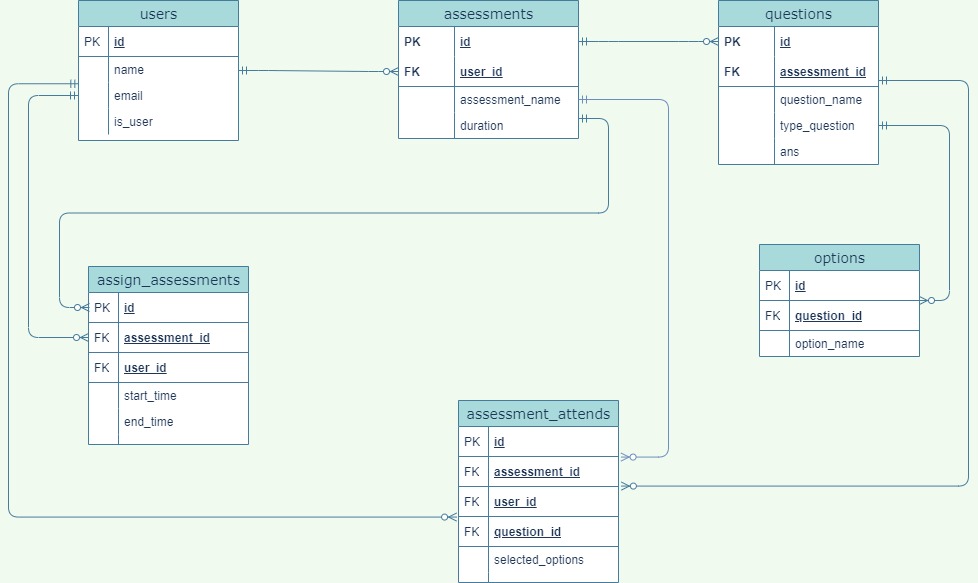 users
PK id
name
email
is_user
assessments
PK id
FK user_id
assessment_name
duration
questions
PK id
FK assessment_id
question_name
type_question
ans
assign_assessments
PK id
FK assessment_id
FK user_id
start_time
end_time
options
PK id
FK question_id
option_name
assessment_attends
PK id
FK assessment_id
FK user_id
FK question_id
selected_options